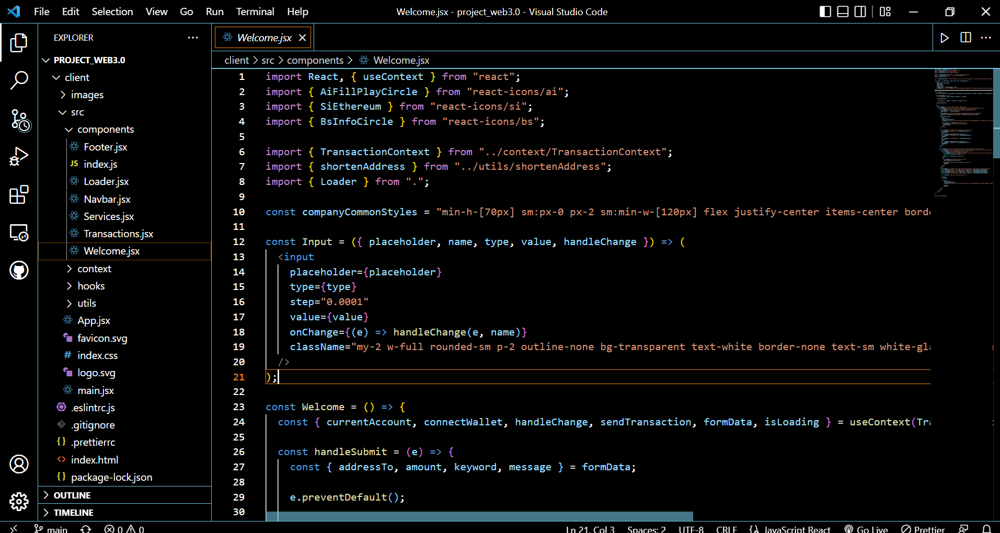 File Edit Selection View Go Run Terminal Help
Welcome.jsx - project_web3.0 - Visual Studio Code
EXPLORER
PROJECT_WEB3.0
client
images
src
components
Footer.jsx
JS index.js
Loader.jsx
Navbar.jsx
Services.jsx
Transactions.jsx
Welcome.jsx
context
hooks
utils
App.jsx
favicon.svg
# index.css
logo.svg
main.jsx
.eslintrc.js
.gitignore
{} .prettierrc
<> index.html
{} package-lock.json
OUTLINE
TIMELINE
Welcome.jsx
client > src > components > Welcome.jsx
1 import React, { useContext } from "react";
2 import { AiFillPlayCircle } from "react-icons/ai";
3 import { SiEthereum } from "react-icons/si";
4 import { BsInfoCircle } from "react-icons/bs";
5
6 import { TransactionContext } from "../context/TransactionContext";
7 import { shortenAddress } from "../utils/shortenAddress";
8 import { Loader } from ".";
9
10 const companyCommonStyles = "min-h-[70px] sm:px-0 px-2 sm:min-w-[120px] flex justify-center items-center bord
11
12 const Input = ({ placeholder, name, type, value, handleChange }) => (
13 <input
14 placeholder={placeholder}
15 type={type}
16 step="0.0001"
17 value={value}
18 onChange={(e) => handleChange(e, name)}
19 className="my-2 w-full rounded-sm p-2 outline-none bg-transparent text-white border-none text-sm white-gl
20 />
21 );
22
23 const Welcome = () => {
24 const { currentAccount, connectWallet, handleChange, sendTransaction, formData, isLoading } = useContext(Tr
25
26 const handleSubmit = (e) => {
27 const { addressTo, amount, keyword, message } = formData;
28
29 e.preventDefault();
30
main 0 0 Ln 21, Col 3 Spaces: 2 UTF-8 CRLF {} JavaScript React Go Live Prettier